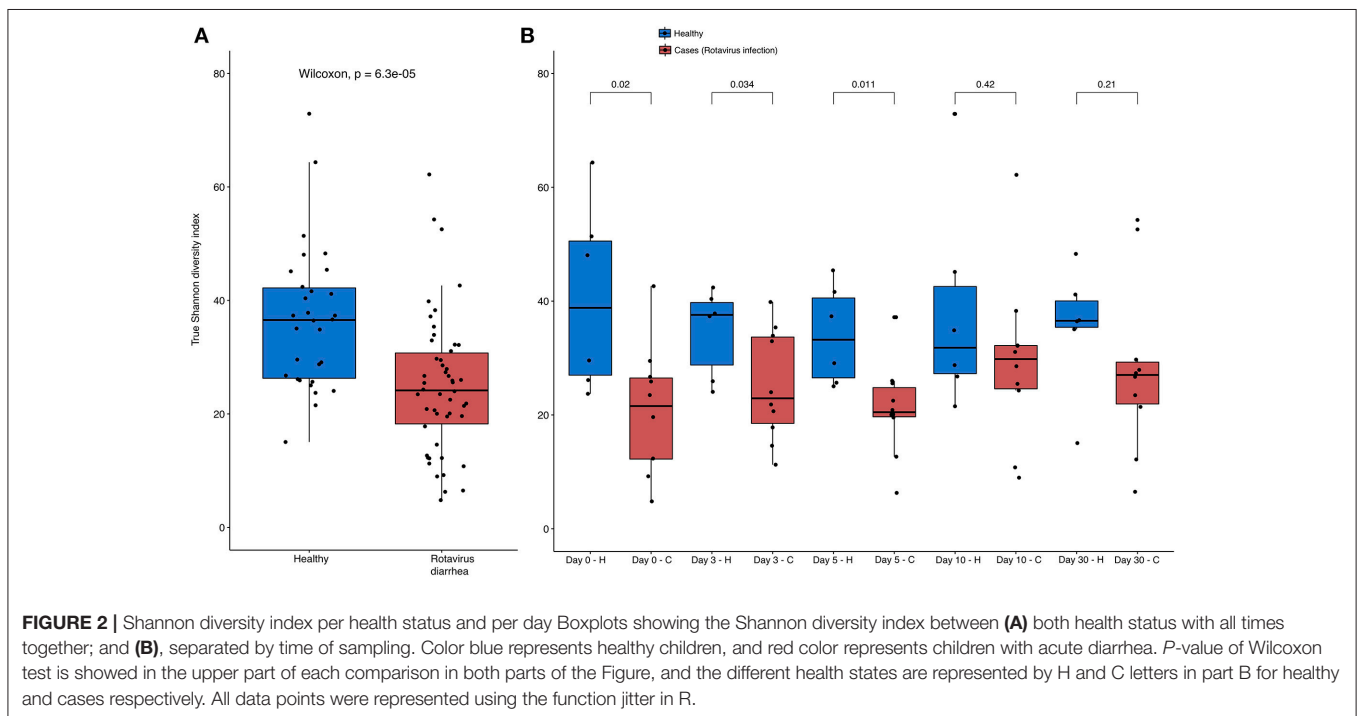 A
B
Healthy
Cases (Rotavirus infection)
Wilcoxon, p = 6.3e-05
0.02
0.034
0.011
0.42
0.21
True Shannon diversity index
80
60
40
20
0
80
60
40
20
0
Healthy
Rotavirus
diarrhea
Day 0 - H
Day 0 - C
Day 3 - H
Day 3 - C
Day 5 - H
Day 5 - C
Day 10 - H
Day 10 - C
Day 30 - H
Day 30 - C
FIGURE 2 | Shannon diversity index per health status and per day Boxplots showing the Shannon diversity index between (A) both health status with all times
together; and (B), separated by time of sampling. Color blue represents healthy children, and red color represents children with acute diarrhea. P-value of Wilcoxon
test is showed in the upper part of each comparison in both parts of the Figure, and the different health states are represented by H and C letters in part B for healthy
and cases respectively. All data points were represented using the function jitter in R.